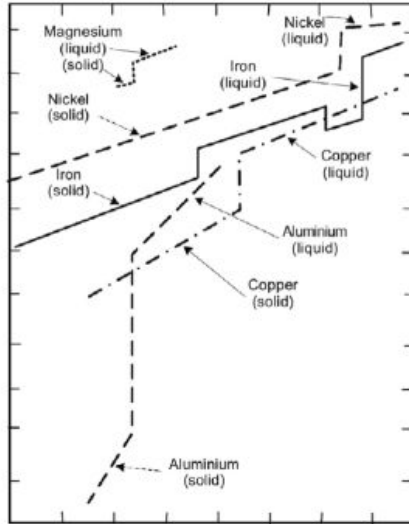 Nickel
(liquid)
Magnesium
(liquid)
(solid)
Iron
(liquid)
Nickel
(solid)
Copper
(liquid)
Iron
(solid)
Aluminium
(liquid)
Copper
(solid)
Aluminium
(solid)